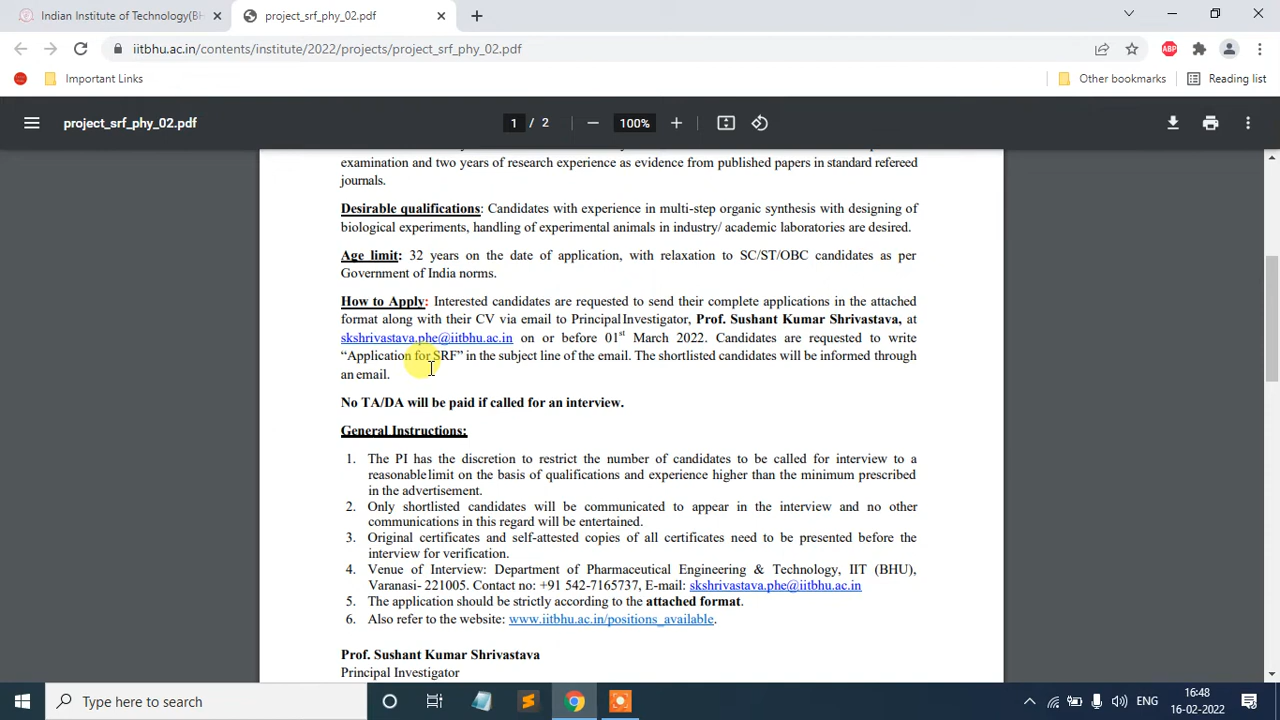 Indian Institute of Technology(BH
project_srf_phy_02.pdf
iitbhu.ac.in/contents/institute/2022/projects/project_srf_phy_02.pdf
ABP
Important Links
Other bookmarks
Reading list
project_srf_phy_02.pdf
1 / 2
100%
examination and two years of research experience as evidence from published papers in standard refereed
journals.
Desirable qualifications: Candidates with experience in multi-step organic synthesis with designing of
biological experiments, handling of experimental animals in industry/ academic laboratories are desired.
Age limit: 32 years on the date of application, with relaxation to SC/ST/OBC candidates as per
Government of India norms.
How to Apply: Interested candidates are requested to send their complete applications in the attached
format along with their CV via email to Principal Investigator, Prof. Sushant Kumar Shrivastava, at
skshrivastava.phe@iitbhu.ac.in on or before 01st March 2022. Candidates are requested to write
“Application for SRF” in the subject line of the email. The shortlisted candidates will be informed through
an email.
No TA/DA will be paid if called for an interview.
General Instructions:
1. The PI has the discretion to restrict the number of candidates to be called for interview to a
reasonable limit on the basis of qualifications and experience higher than the minimum prescribed
in the advertisement.
2. Only shortlisted candidates will be communicated to appear in the interview and no other
communications in this regard will be entertained.
3. Original certificates and self-attested copies of all certificates need to be presented before the
interview for verification.
4. Venue of Interview: Department of Pharmaceutical Engineering & Technology, IIT (BHU),
Varanasi- 221005. Contact no: +91 542-7165737, E-mail: skshrivastava.phe@iitbhu.ac.in
5. The application should be strictly according to the attached format.
6. Also refer to the website: www.iitbhu.ac.in/positions_available.
Prof. Sushant Kumar Shrivastava
Principal Investigator
Type here to search
ENG
16:48
16-02-2022